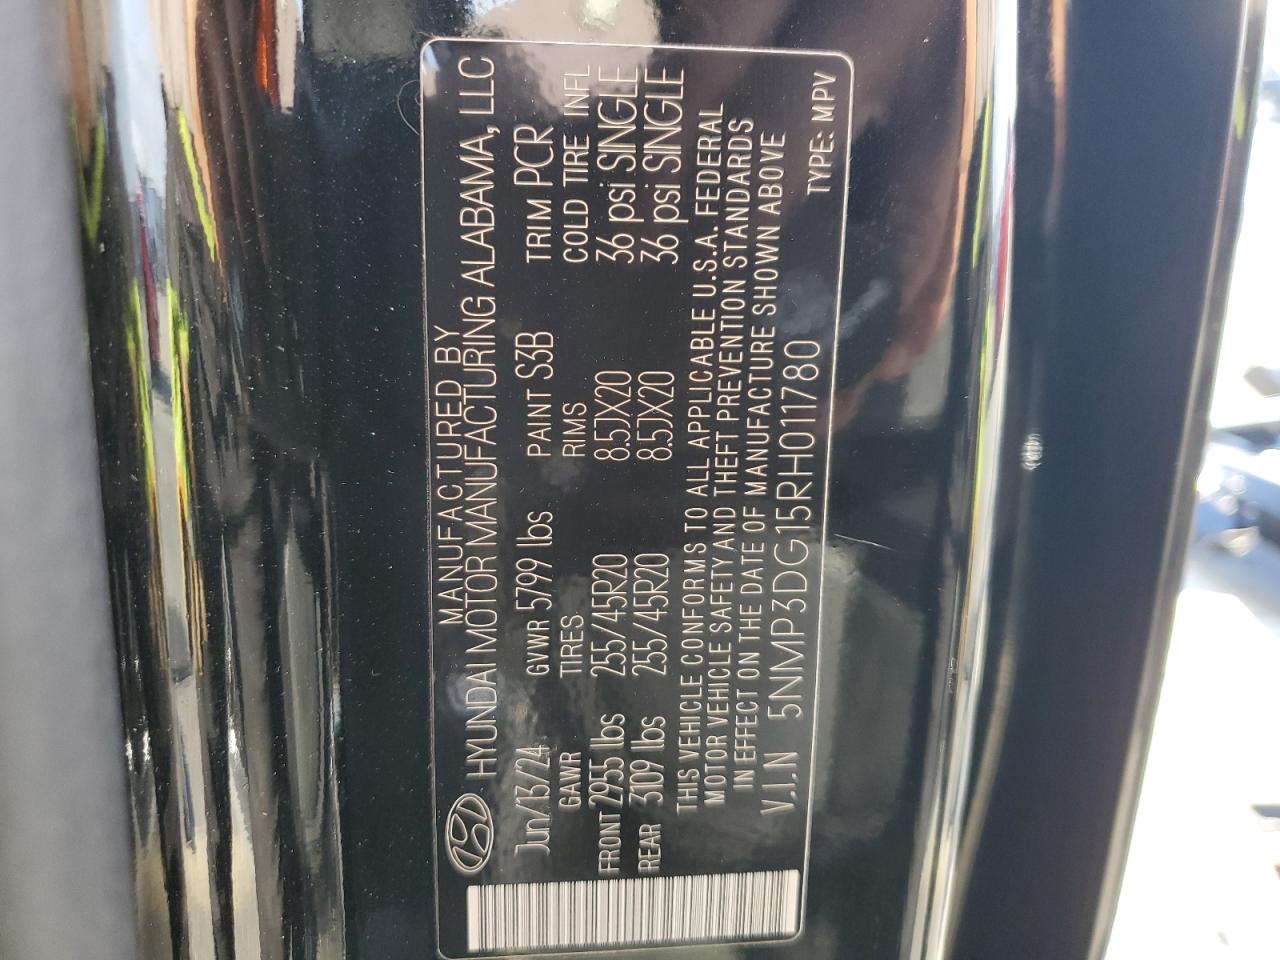 MANUFACTURED BY
HYUNDAI MOTOR MANUFACTURING ALABAMA, LLC
Jun/13/24 GVWR 5799 lbs PAINT S3B TRIM PCR
GAWR TIRES RIMS COLD TIRE INFL
FRONT 2955 lbs 255/45R20 8.5JX20 36 psi SINGLE
REAR 3109 lbs 255/45R20 8.5JX20 36 psi SINGLE
THIS VEHICLE CONFORMS TO ALL APPLICABLE U.S.A. FEDERAL
MOTOR VEHICLE SAFETY AND THEFT PREVENTION STANDARDS
IN EFFECT ON THE DATE OF MANUFACTURE SHOWN ABOVE
V.I.N 5NMP3DG15RH011780
TYPE: MPV